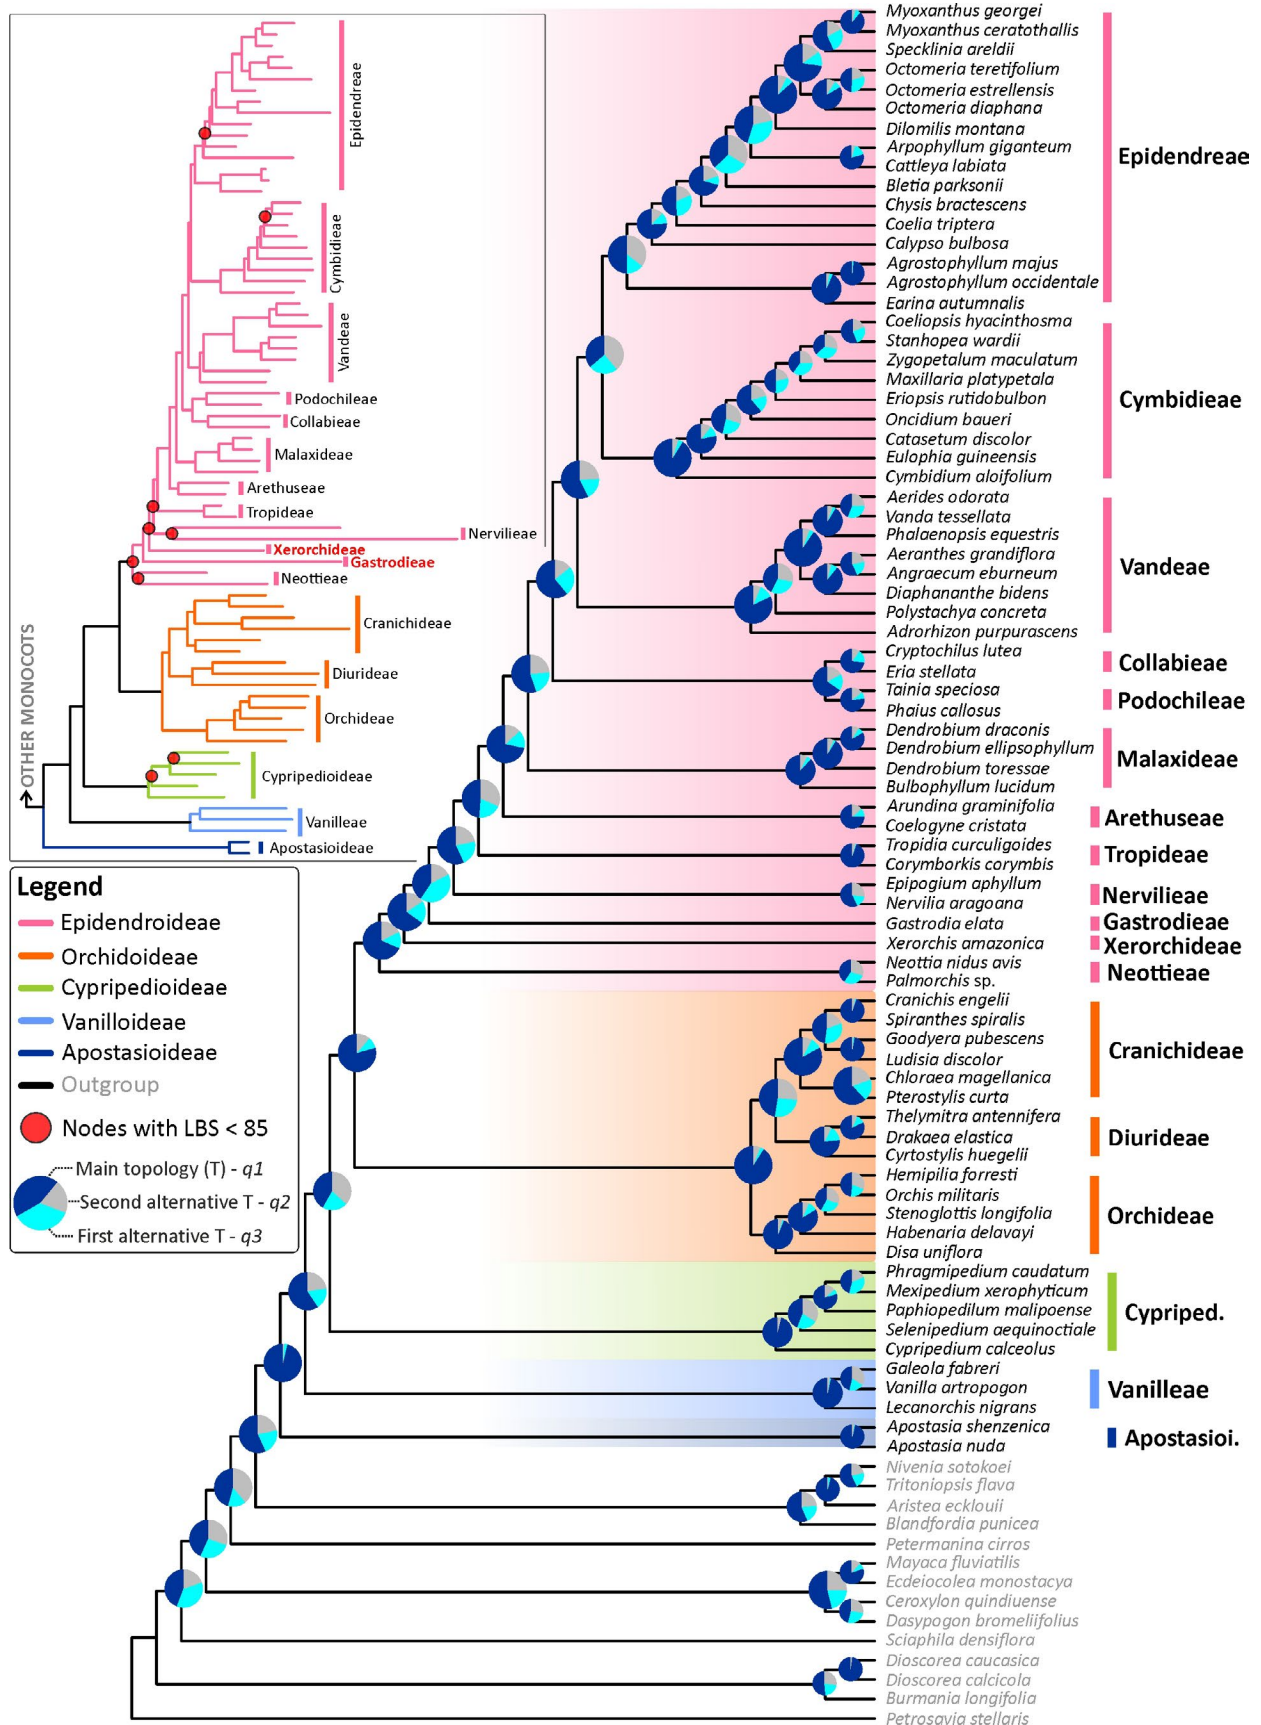 Epidendreae
Cymbidieae
Vandeae
Podochileae
Collabieae
Malaxideae
Arethuseae
Tropideae
Nervilieae
Xerorchideae
Gastrodieae
Neottieae
Cranichideae
Diurideae
Orchideae
Cypripedioideae
Vanilleae
Apostasioideae
OTHER MONOCOTS
Legend
Epidendroideae
Orchidoideae
Cypripedioideae
Vanilloideae
Apostasioideae
Outgroup
Nodes with LBS < 85
Main topology (T) - q1
Second alternative T - q2
First alternative T - q3
Myoxanthus georgei
Myoxanthus ceratothallis
Specklinia areldii
Octomeria teretifolium
Octomeria estrellensis
Octomeria diaphana
Dilomilis montana
Arpophyllum giganteum
Cattleya labiata
Bletia parksonii
Chysis bractescens
Coelia triptera
Calypso bulbosa
Agrostophyllum majus
Agrostophyllum occidentale
Earina autumnalis
Coeliopsis hyacinthosma
Stanhopea wardii
Zygopetalum maculatum
Maxillaria platypetala
Eriopsis rutidobulbon
Oncidium baueri
Catasetum discolor
Eulophia guineensis
Cymbidium aloifolium
Aerides odorata
Vanda tessellata
Phalaenopsis equestris
Aeranthes grandiflora
Angraecum eburneum
Diaphananthe bidens
Polystachya concreta
Adrorhizon purpurascens
Cryptochilus lutea
Eria stellata
Tainia speciosa
Phaius callosus
Dendrobium draconis
Dendrobium ellipsophyllum
Dendrobium toressae
Bulbophyllum lucidum
Arundina graminifolia
Coelogyne cristata
Tropidia curculigoides
Corymborkis corymbis
Epipogium aphyllum
Nervilia aragoana
Gastrodia elata
Xerorchis amazonica
Neottia nidus avis
Palmorchis sp.
Cranichis engelii
Spiranthes spiralis
Goodyera pubescens
Ludisia discolor
Chloraea magellanica
Pterostylis curta
Thelymitra antennifera
Drakaea elastica
Cyrtostylis huegelii
Hemipilia forresti
Orchis militaris
Stenoglottis longifolia
Habenaria delavayi
Disa uniflora
Phragmipedium caudatum
Mexipedium xerophyticum
Paphiopedilum malipoense
Selenipedium aequinoctiale
Cypripedium calceolus
Galeola fabreri
Vanilla artropogon
Lecanorchis nigrans
Apostasia shenzenica
Apostasia nuda
Nivenia sotokoei
Tritoniopsis flava
Aristea ecklouii
Blandfordia punicea
Petermanina cirros
Mayaca fluviatilis
Ecdeiocolea monostacya
Ceroxylon quindiuense
Dasypogon bromeliifolius
Sciaphila densiflora
Dioscorea caucasica
Dioscorea calcicola
Burmania longifolia
Petrosavia stellaris
Epidendreae
Cymbidieae
Vandeae
Collabieae
Podochileae
Malaxideae
Arethuseae
Tropideae
Nervilieae
Gastrodieae
Xerorchideae
Neottieae
Cranichideae
Diurideae
Orchideae
Cypriped.
Vanilleae
Apostasioi.